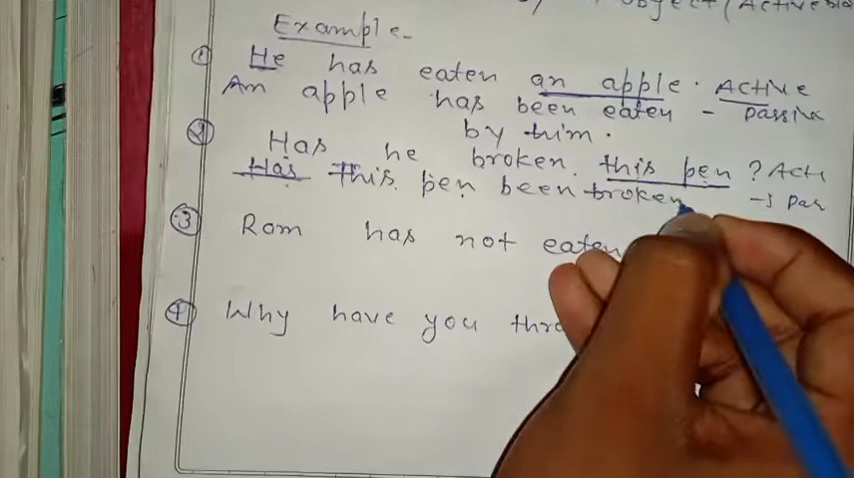 Object (Active
Example-
① He has eaten an apple. Active
An apple has been eaten - Passive
by him.
② Has he broken this pen ? Acti
Has This pen been broken → Pas
③ Ram has not eaten
④ Why have you thro